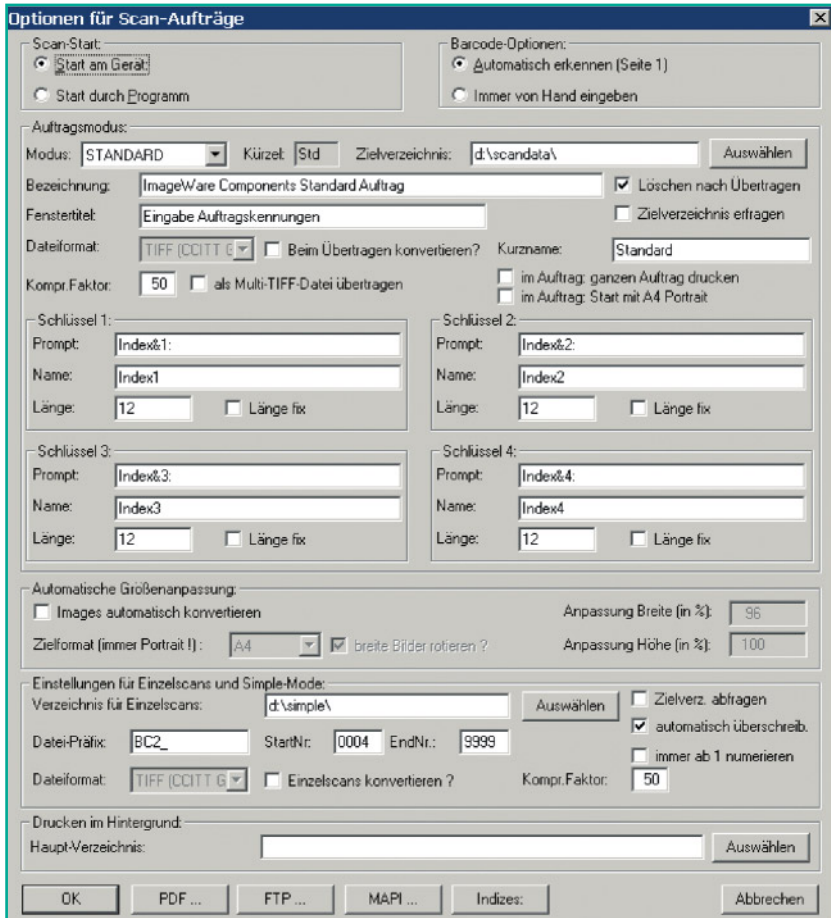 Optionen für Scan-Aufträge
Scan-Start:
Start am Gerät:
Start durch Programm
Barcode-Optionen:
Automatisch erkennen (Seite 1)
Immer von Hand eingeben
Auftragsmodus:
Modus: STANDARD Kürzel: Std Zielverzeichnis: d:\scandata\ Auswählen
Bezeichnung: ImageWare Components Standard Auftrag Löschen nach Übertragen
Fenstertitel: Eingabe Auftragskennungen Zielverzeichnis erfragen
Dateiformat: TIFF (CCITT G Beim Übertragen konvertieren? Kurzname: Standard
Kompr.Faktor: 50 als Multi-TIFF-Datei übertragen
im Auftrag: ganzen Auftrag drucken
im Auftrag: Start mit A4 Portrait
Schlüssel 1:
Prompt: Index&1:
Name: Index1
Länge: 12 Länge fix
Schlüssel 2:
Prompt: Index&2:
Name: Index2
Länge: 12 Länge fix
Schlüssel 3:
Prompt: Index&3:
Name: Index3
Länge: 12 Länge fix
Schlüssel 4:
Prompt: Index&4:
Name: Index4
Länge: 12 Länge fix
Automatische Größenanpassung:
Images automatisch konvertieren Anpassung Breite (in %): 96
Zielformat (immer Portrait !) : A4 breite Bilder rotieren ? Anpassung Höhe (in %): 100
Einstellungen für Einzelscans und Simple-Mode:
Verzeichnis für Einzelscans: d:\simple\ Auswählen Zielverz. abfragen
automatisch überschreib.
Datei-Präfix: BC2_ StartNr: 0004 EndNr.: 9999
immer ab 1 numerieren
Dateiformat: TIFF (CCITT G Einzelscans konvertieren ? Kompr.Faktor: 50
Drucken im Hintergrund:
Haupt-Verzeichnis: Auswählen
OK PDF ... FTP ... MAPI ... Indizes: Abbrechen